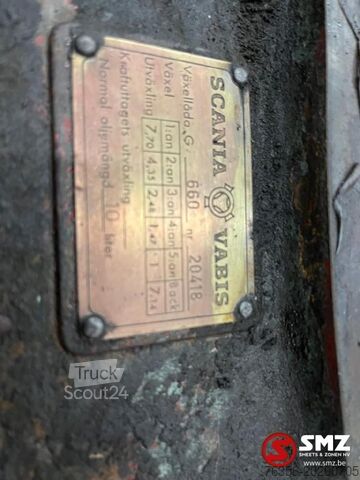 SCANIA VABIS
Växellåda G: 660 nr 20418
Växel 1:an 2:an 3:an 4:an 5:an Back
Utväxling 7,70 4,35 2,48 1,47 1 7,14
Kraftuttagets utväxling
Normal oljemängd 10 liter
Truck
Scout24
SMZ
SMEETS & ZONEN NV
www.smz.be